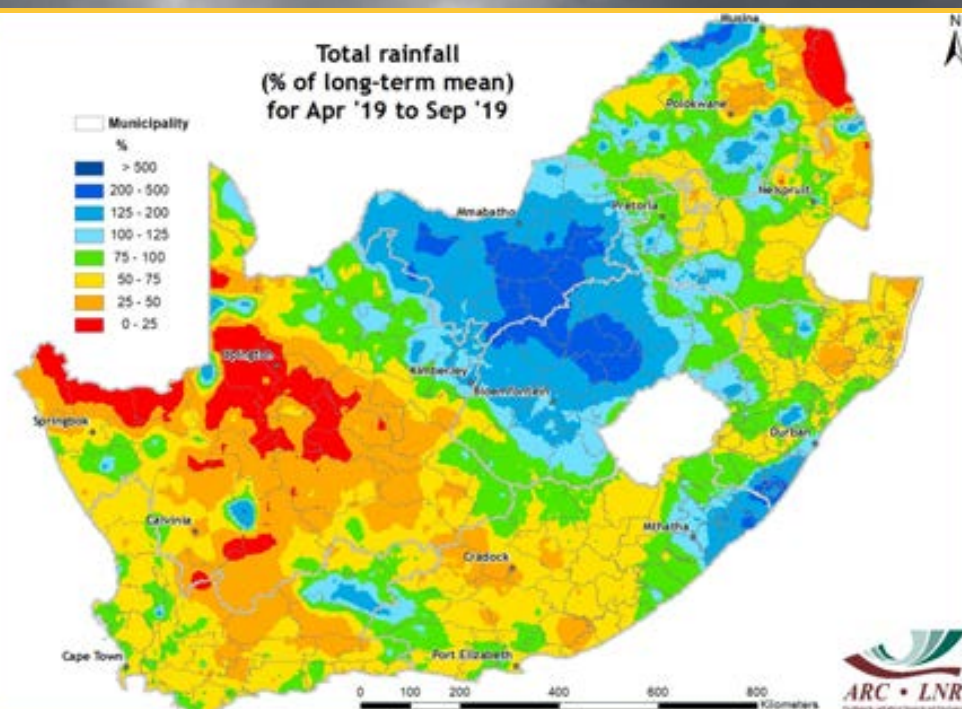 Total rainfall
(% of long-term mean)
for Apr '19 to Sep '19
N
Municipality
%
> 500
200 - 500
125 - 200
100 - 125
75 - 100
50 - 75
25 - 50
0 - 25
Musina
Polokwane
Nelspruit
Pretoria
Mmabatho
Upington
Kimberley
Bloemfontein
Springbok
Durban
Calvinia
Mthatha
Cradock
Cape Town
Port Elizabeth
0 100 200 400 600 800
Kilometers
ARC • LNR